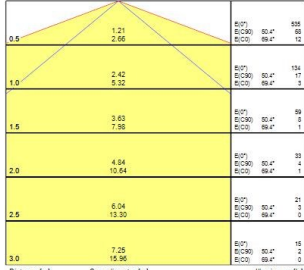 E(0°) 535
1.21 E(C90) 50.4° 68
0.5 2.66 E(C0) 69.4° 12
E(0°) 134
2.42 E(C90) 50.4° 17
1.0 5.32 E(C0) 69.4° 3
E(0°) 59
3.63 E(C90) 50.4° 8
1.5 7.98 E(C0) 69.4° 1
E(0°) 33
4.84 E(C90) 50.4° 4
2.0 10.64 E(C0) 69.4° 1
E(0°) 21
6.04 E(C90) 50.4° 3
2.5 13.30 E(C0) 69.4° 0
E(0°) 15
7.25 E(C90) 50.4° 2
3.0 15.96 E(C0) 69.4° 0